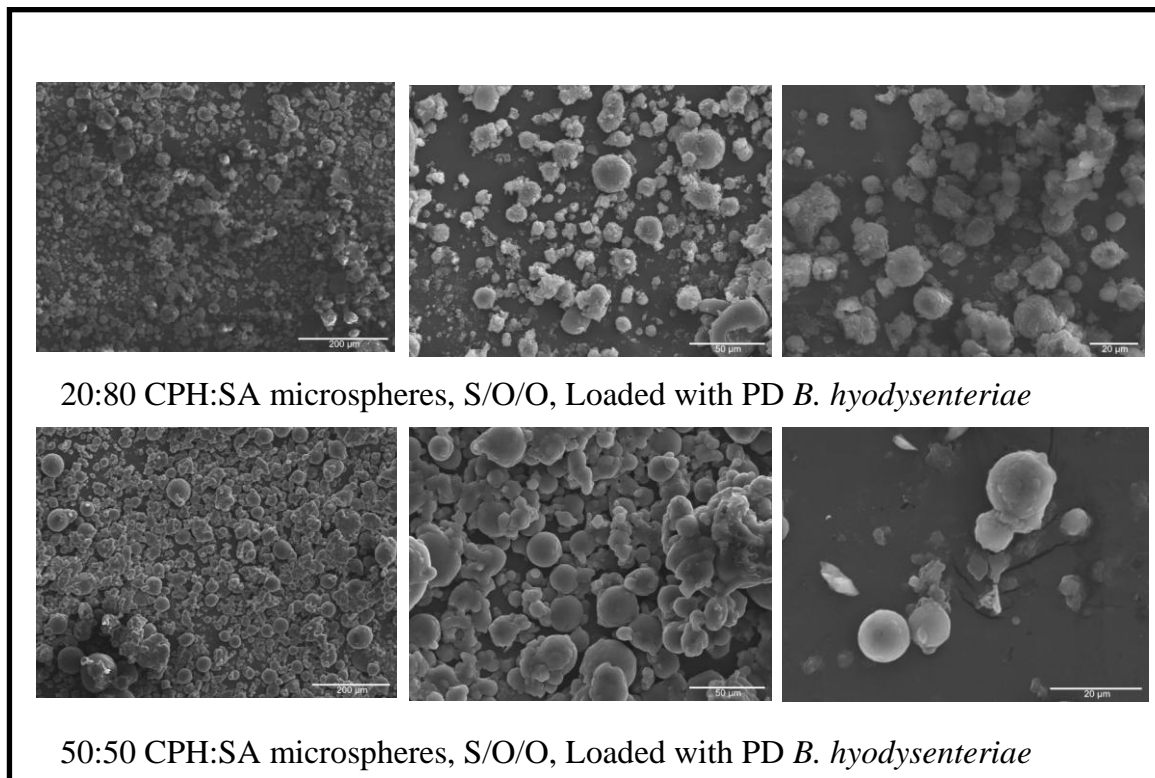 200 µm
50 µm
20 µm
20:80 CPH:SA microspheres, S/O/O, Loaded with PD B. hyodysenteriae
200 µm
50 µm
20 µm
50:50 CPH:SA microspheres, S/O/O, Loaded with PD B. hyodysenteriae